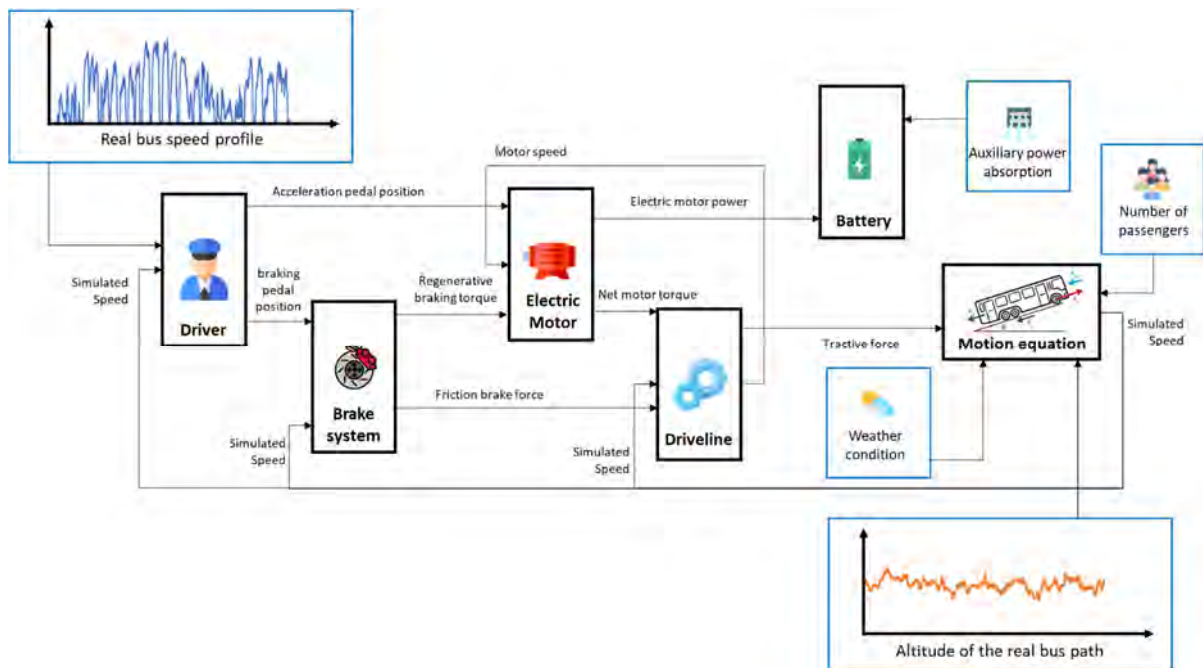 Real bus speed profile
Motor speed
Acceleration pedal position
Electric motor power
Battery
Auxiliary power
absorption
Number of
passengers
Simulated
Speed
Driver
braking
pedal
position
Regenerative
braking torque
Electric
Motor
Net motor torque
Tractive force
Motion equation
Simulated
Speed
Brake
system
Friction brake force
Simulated
Speed
Driveline
Simulated
Speed
Weather
condition
Altitude of the real bus path